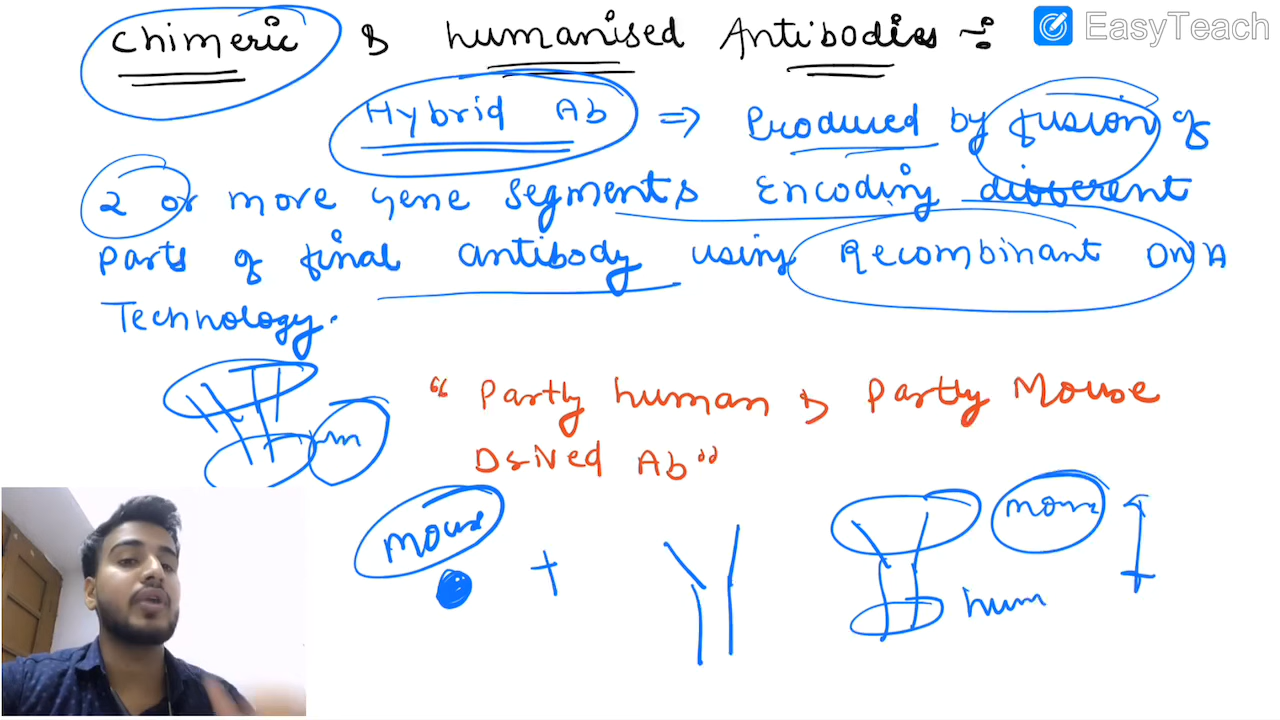 Chimeric & humanised Antibodies :
EasyTeach
Hybrid Ab ⇒ Produced by fusion of
2 or more gene segments Encoding different
parts of final antibody using Recombinant DNA
Technology.
"Partly human & Partly Mouse
Derived Ab"
mouse +
mouse
hum